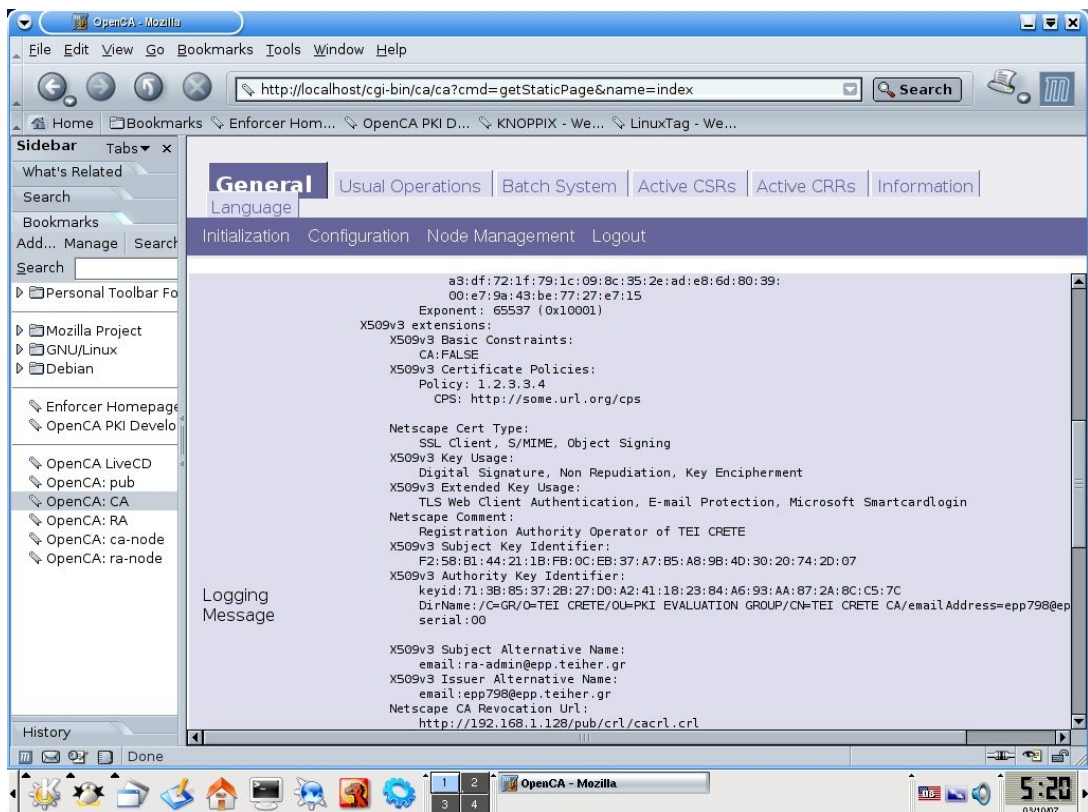 OpenCA - Mozilla
File Edit View Go Bookmarks Tools Window Help
http://localhost/cgi-bin/ca/ca?cmd=getStaticPage&name=index
Search
Home Bookmarks Enforcer Hom... OpenCA PKI D... KNOPPIX - We... LinuxTag - We...
Sidebar Tabs x
What's Related
Search
Bookmarks
Add... Manage Search
Search
Personal Toolbar Fo
Mozilla Project
GNU/Linux
Debian
Enforcer Homepage
OpenCA PKI Develo
OpenCA LiveCD
OpenCA: pub
OpenCA: CA
OpenCA: RA
OpenCA: ca-node
OpenCA: ra-node
History
General Usual Operations Batch System Active CSRs Active CRRs Information
Language
Initialization Configuration Node Management Logout
Logging
Message
a3:df:72:1f:79:1c:09:8c:35:2e:ad:e8:6d:80:39:
00:e7:9a:43:be:77:27:e7:15
Exponent: 65537 (0x10001)
X509v3 extensions:
X509v3 Basic Constraints:
CA:FALSE
X509v3 Certificate Policies:
Policy: 1.2.3.3.4
CPS: http://some.url.org/cps
Netscape Cert Type:
SSL Client, S/MIME, Object Signing
X509v3 Key Usage:
Digital Signature, Non Repudiation, Key Encipherment
X509v3 Extended Key Usage:
TLS Web Client Authentication, E-mail Protection, Microsoft Smartcardlogin
Netscape Comment:
Registration Authority Operator of TEI CRETE
X509v3 Subject Key Identifier:
F2:58:B1:44:21:1B:FB:0C:EB:37:A7:B5:A8:9B:4D:30:20:74:2D:07
X509v3 Authority Key Identifier:
keyid:71:3B:85:37:2B:27:D0:A2:41:18:23:84:A6:93:AA:87:2A:8C:C5:7C
DirName:/C=GR/O=TEI CRETE/OU=PKI EVALUATION GROUP/CN=TEI CRETE CA/emailAddress=epp798@ep
serial:00
X509v3 Subject Alternative Name:
email:ra-admin@epp.teiher.gr
X509v3 Issuer Alternative Name:
email:epp798@epp.teiher.gr
Netscape CA Revocation Url:
http://192.168.1.128/pub/crl/cacrl.crl
Done
1 2
3 4
OpenCA - Mozilla
us
5:20
03/10/07